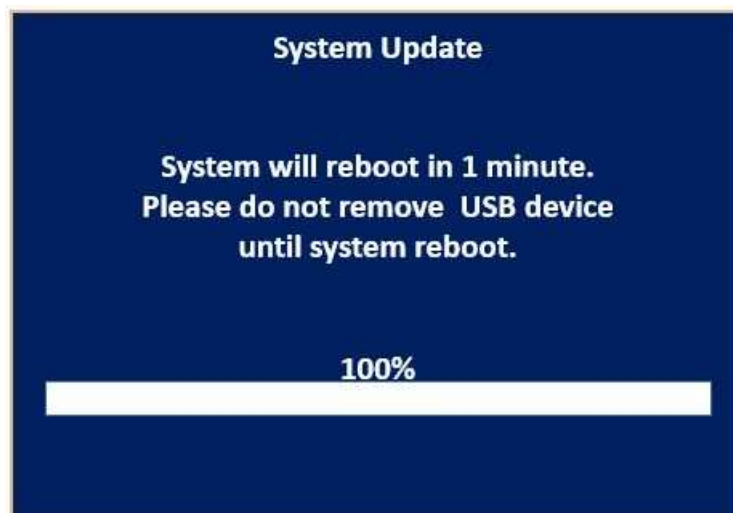 System Update
System will reboot in 1 minute.
Please do not remove  USB device
until system reboot.
100%